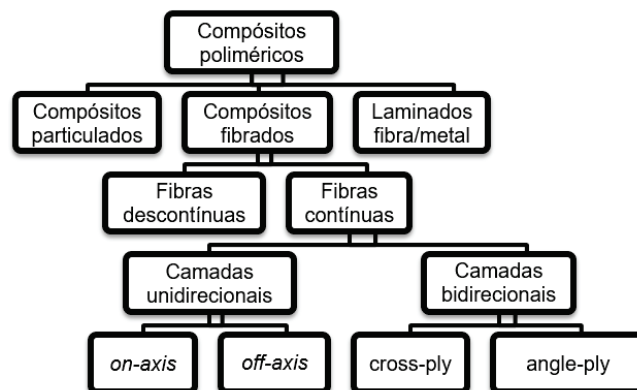 Compósitos
poliméricos
Compósitos
particulados
Compósitos
fibrados
Laminados
fibra/metal
Fibras
descontínuas
Fibras
contínuas
Camadas
unidirecionais
Camadas
bidirecionais
on-axis
off-axis
cross-ply
angle-ply